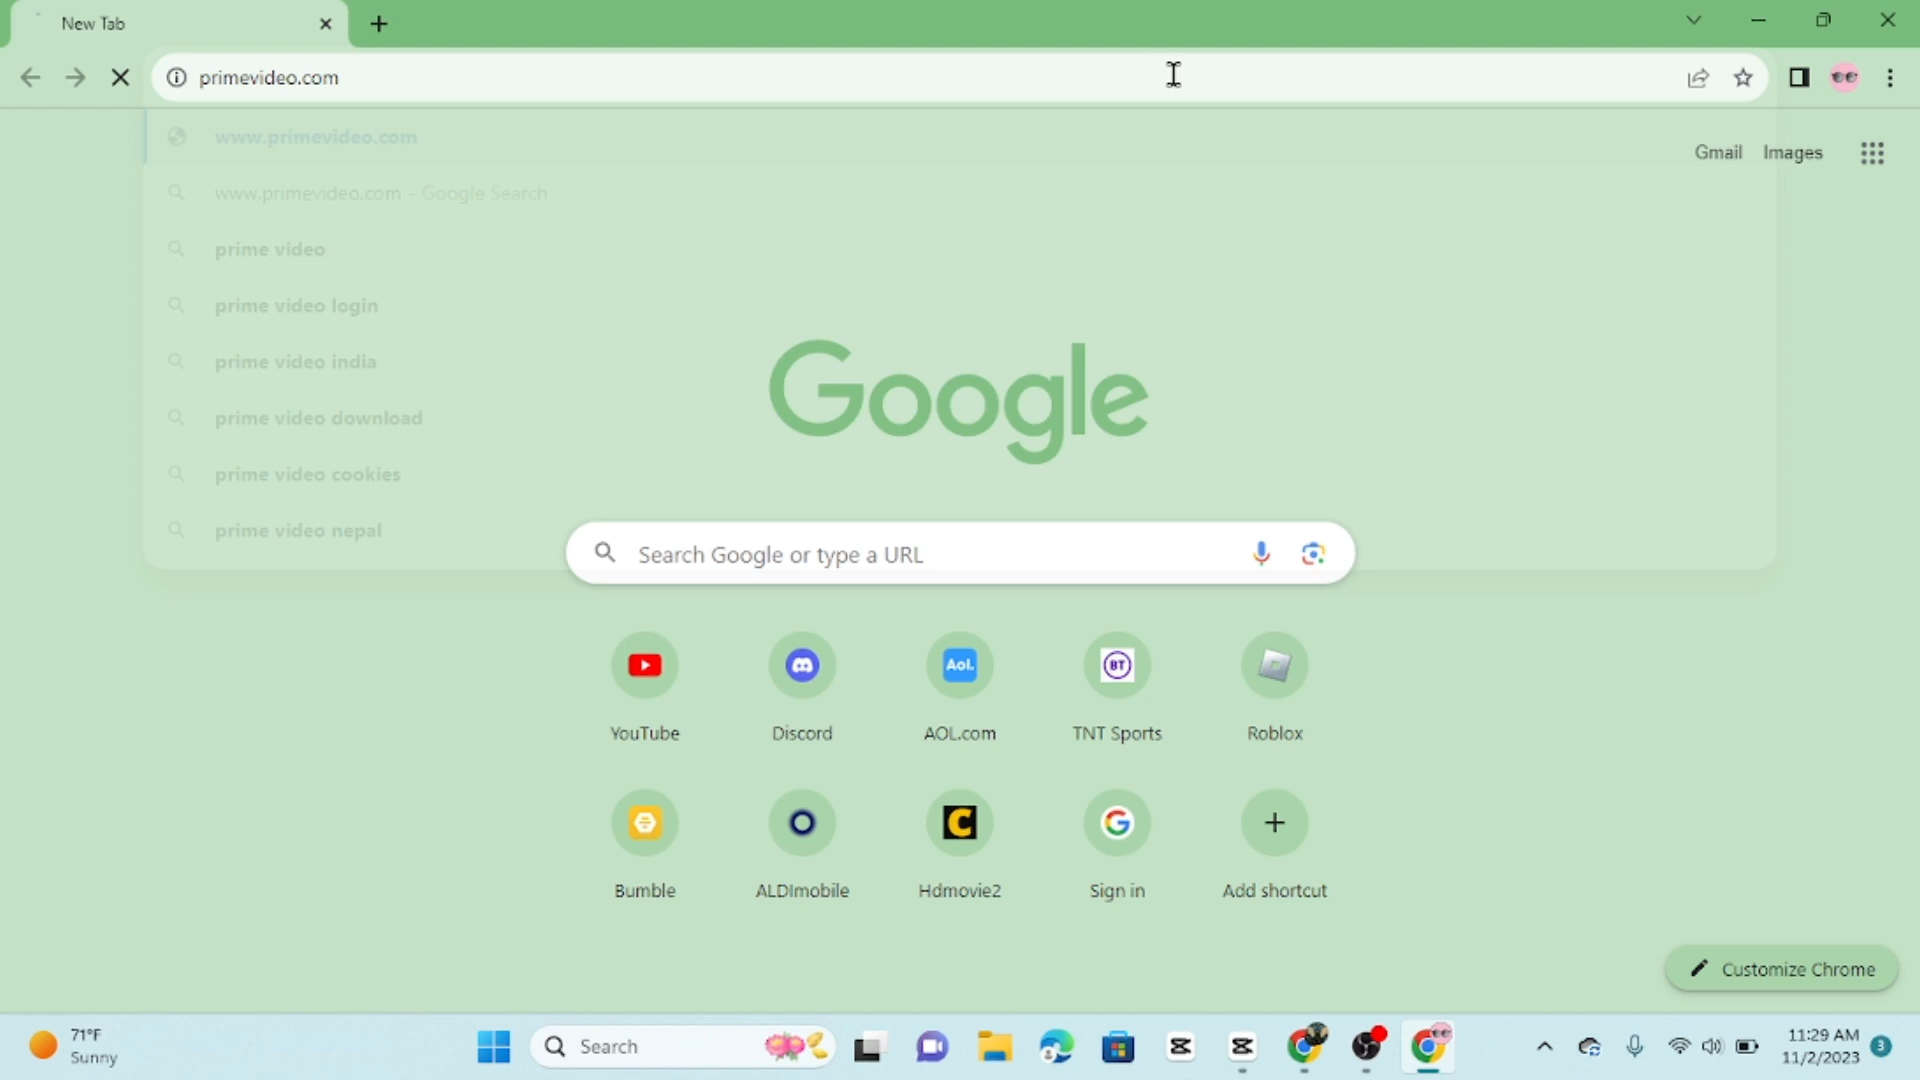 New Tab
primevideo.com
www.primevideo.com
Gmail Images
www.primevideo.com - Google Search
prime video
prime video login
prime video india
prime video download
prime video cookies
prime video nepal
Google
Search Google or type a URL
Aol.
BT
YouTube
Discord
AOL.com
TNT Sports
Roblox
Bumble
ALDImobile
Hdmovie2
Sign in
Add shortcut
Customize Chrome
71°F
Sunny
Search
11:29 AM
11/2/2023
3